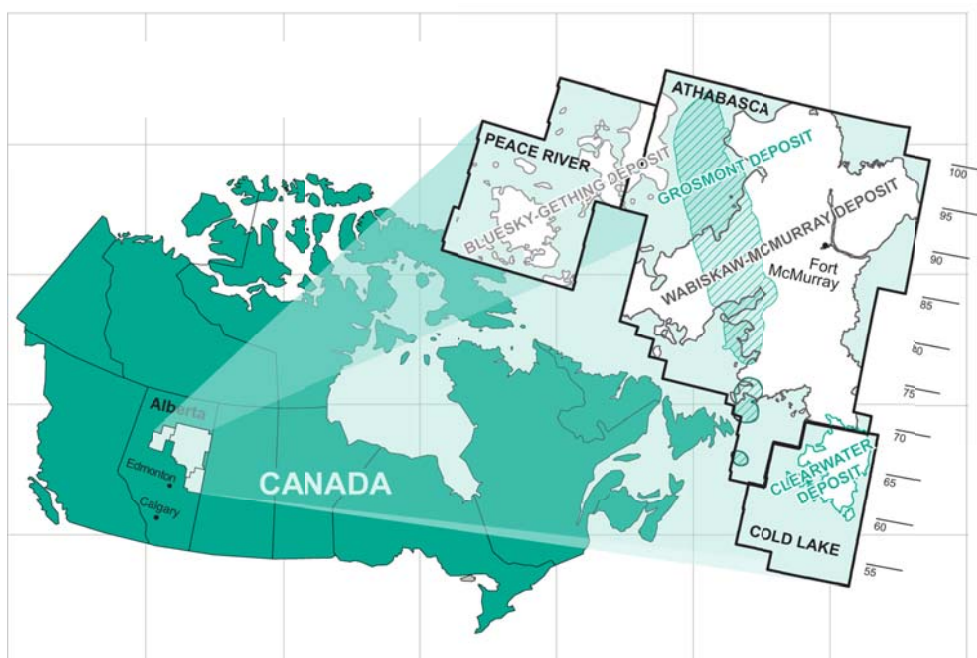 ATHABASCA
PEACE RIVER
GROSMONT DEPOSIT
BLUESKY-GETHING DEPOSIT
WABISKAW-MCMURRAY DEPOSIT
Fort
McMurray
100
95
90
85
80
75
70
65
60
55
Alberta
Edmonton
Calgary
CANADA
CLEARWATER
DEPOSIT
COLD LAKE